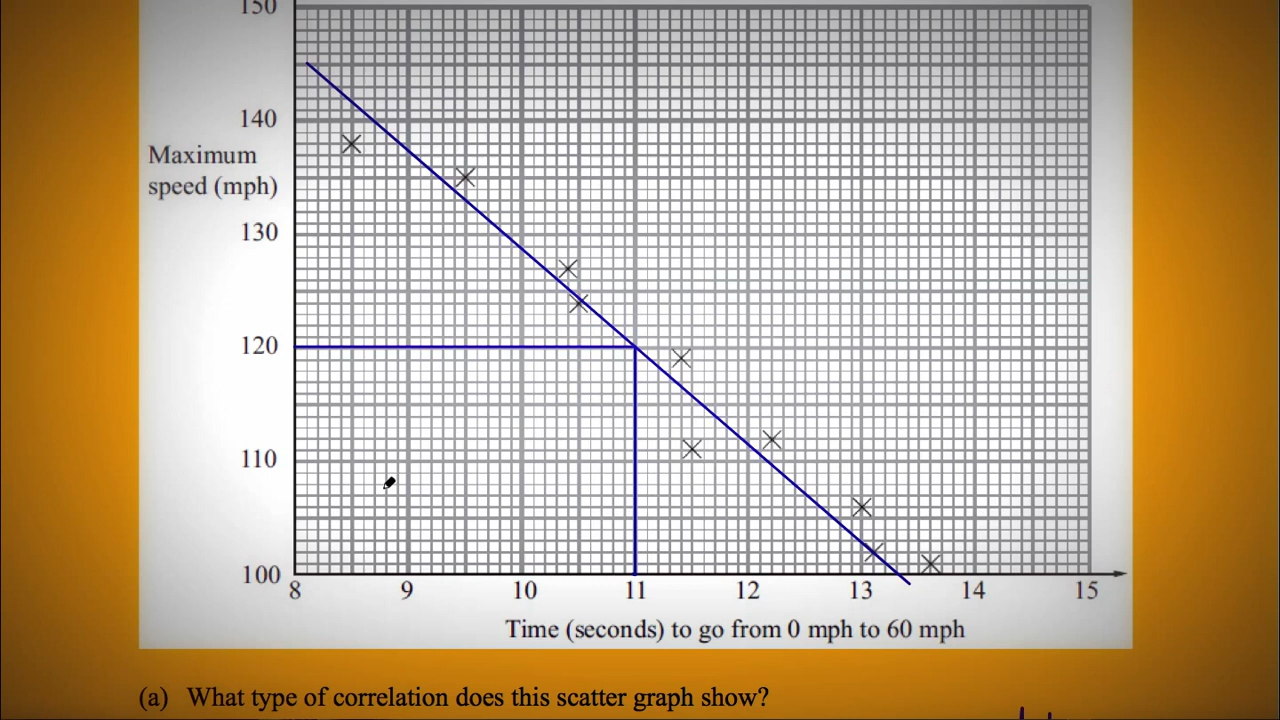 150
140
Maximum
speed (mph)
130
120
110
100
8 9 10 11 12 13 14 15
Time (seconds) to go from 0 mph to 60 mph
(a) What type of correlation does this scatter graph show?